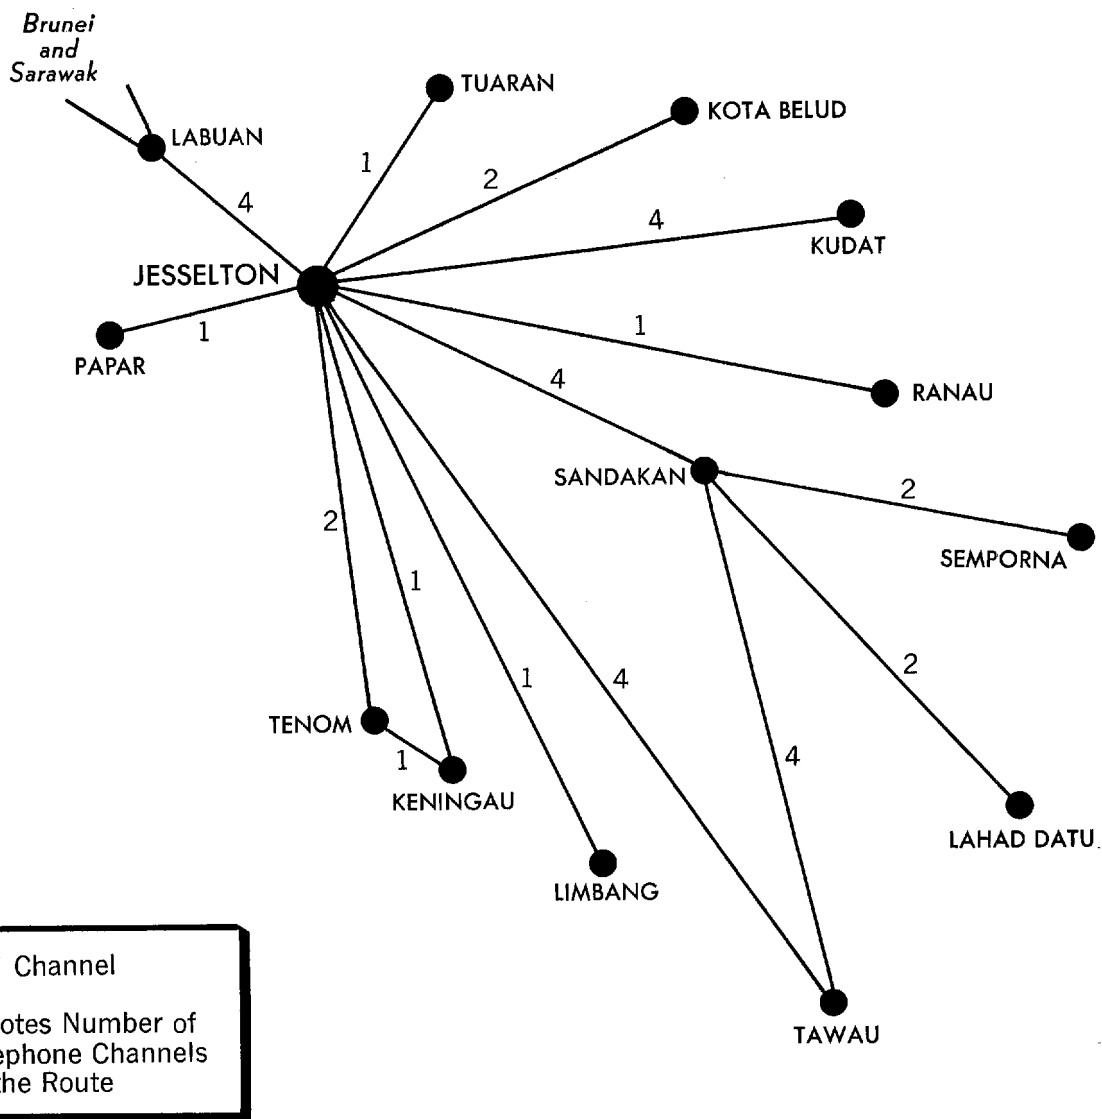 Brunei
and
Sarawak
TUARAN
KOTA BELUD
LABUAN
1
2
4
4
KUDAT
JESSELTON
1
1
PAPAR
4
RANAU
SANDAKAN
2
2
SEMPORNA
1
1
4
2
TENOM
1
4
KENINGAU
LAHAD DATU
LIMBANG
TAWAU
Channel
otes Number of
ephone Channels
the Route